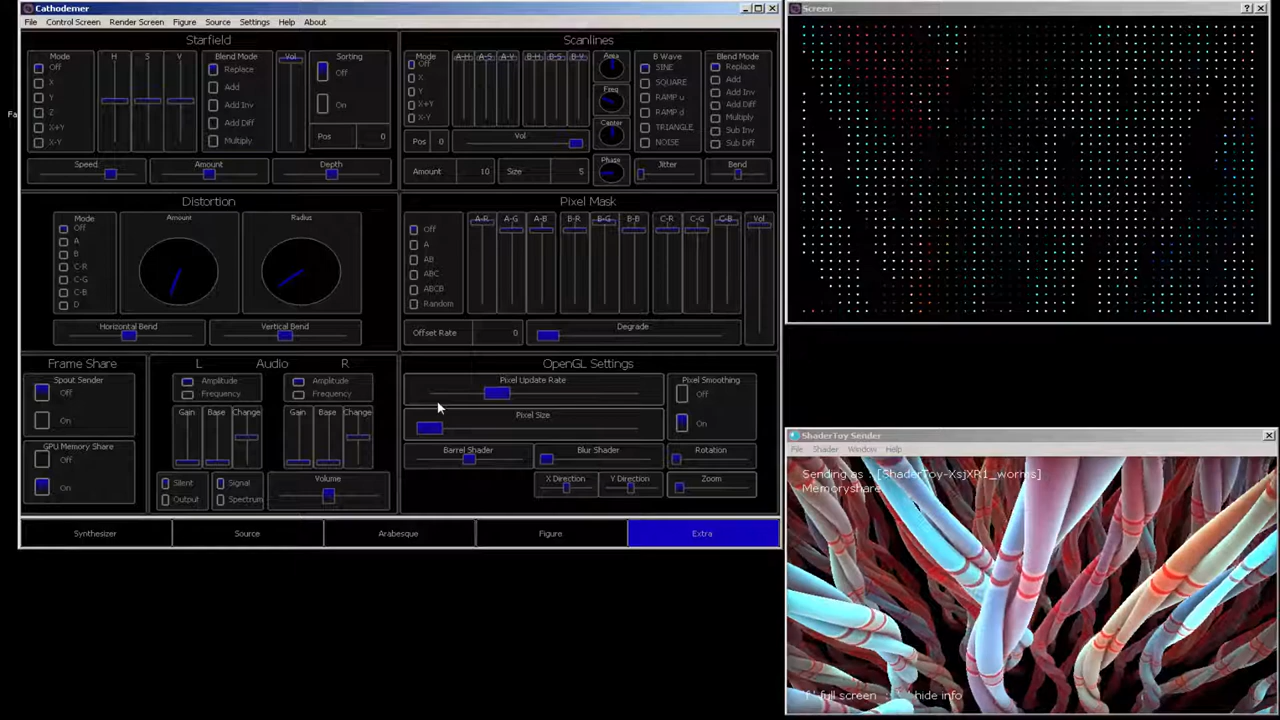 Cathodemer
File Control Screen Render Screen Figure Source Settings Help About
Starfield
Mode
Off
X
Y
Z
X+Y
X-Y
H S V
Blend Mode
Replace
Add
Add Inv
Add Diff
Multiply
Vol
Sorting
Off
On
Pos 0
Speed Amount Depth
Scanlines
Mode
Off
X
Y
X+Y
X-Y
A-H A-S A-V B-H B-S B-V
Pos 0
Vol
Amount 10 Size 5
Area
Freq
Center
Phase
B Wave
SINE
SQUARE
RAMP u
RAMP d
TRIANGLE
NOISE
Jitter
Blend Mode
Replace
Add
Add Inv
Add Diff
Multiply
Sub Inv
Sub Diff
Bend
Distortion
Mode
Off
A
B
C-R
C-G
C-B
D
Amount Radius
Horizontal Bend Vertical Bend
Pixel Mask
Off
A
AB
ABC
ABCB
Random
A-R A-G A-B B-R B-G B-B C-R C-G C-B Vol
Offset Rate 0 Degrade
Frame Share
Spout Sender
Off
On
GPU Memory Share
Off
On
L Audio R
Amplitude Amplitude
Frequency Frequency
Gain Base Change Gain Base Change
Silent Signal
Output Spectrum
Volume
OpenGL Settings
Pixel Update Rate
Pixel Size
Pixel Smoothing
Off
On
Barrel Shader Blur Shader Rotation
X Direction Y Direction Zoom
Synthesizer Source Arabesque Figure Extra
Fa
Screen
ShaderToy Sender
File Shader Window Help
Sending as : [ShaderToy-XsjXR1_worms]
Memoryshare
hide info
full screen